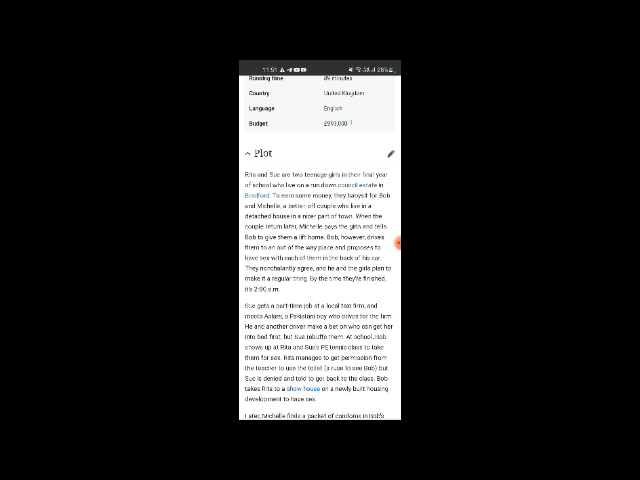 11:51
28%
Running time 89 minutes
Country United Kingdom
Language English
Budget £993,000
Plot
Rita and Sue are two teenage girls in their final year
of school who live on a run down council estate in
Bradford. To earn some money, they babysit for Bob
and Michelle, a better-off couple who live in a
detached house in a nicer part of town. When the
couple return later, Michelle pays the girls and tells
Bob to give them a lift home. Bob, however, drives
them to an out of the way place and proposes to
have sex with each of them in the back of his car.
They nonchalantly agree, and he and the girls plan to
make it a regular thing. By the time they're finished,
it's 2:00 a.m.
Sue gets a part-time job at a local taxi firm, and
meets Aslam, a Pakistani boy who drives for the firm
He and another driver make a bet on who can get her
into bed first, but Sue rebuffs them. At school, Bob
shows up at Rita and Sue's PE tennis class to take
them for sex. Rita manages to get permission from
the teacher to use the toilet (a ruse to see Bob) but
Sue is denied and told to get back to the class. Bob
takes Rita to a show house on a newly built housing
development to have sex.
Later, Michelle finds a packet of condoms in Bob's